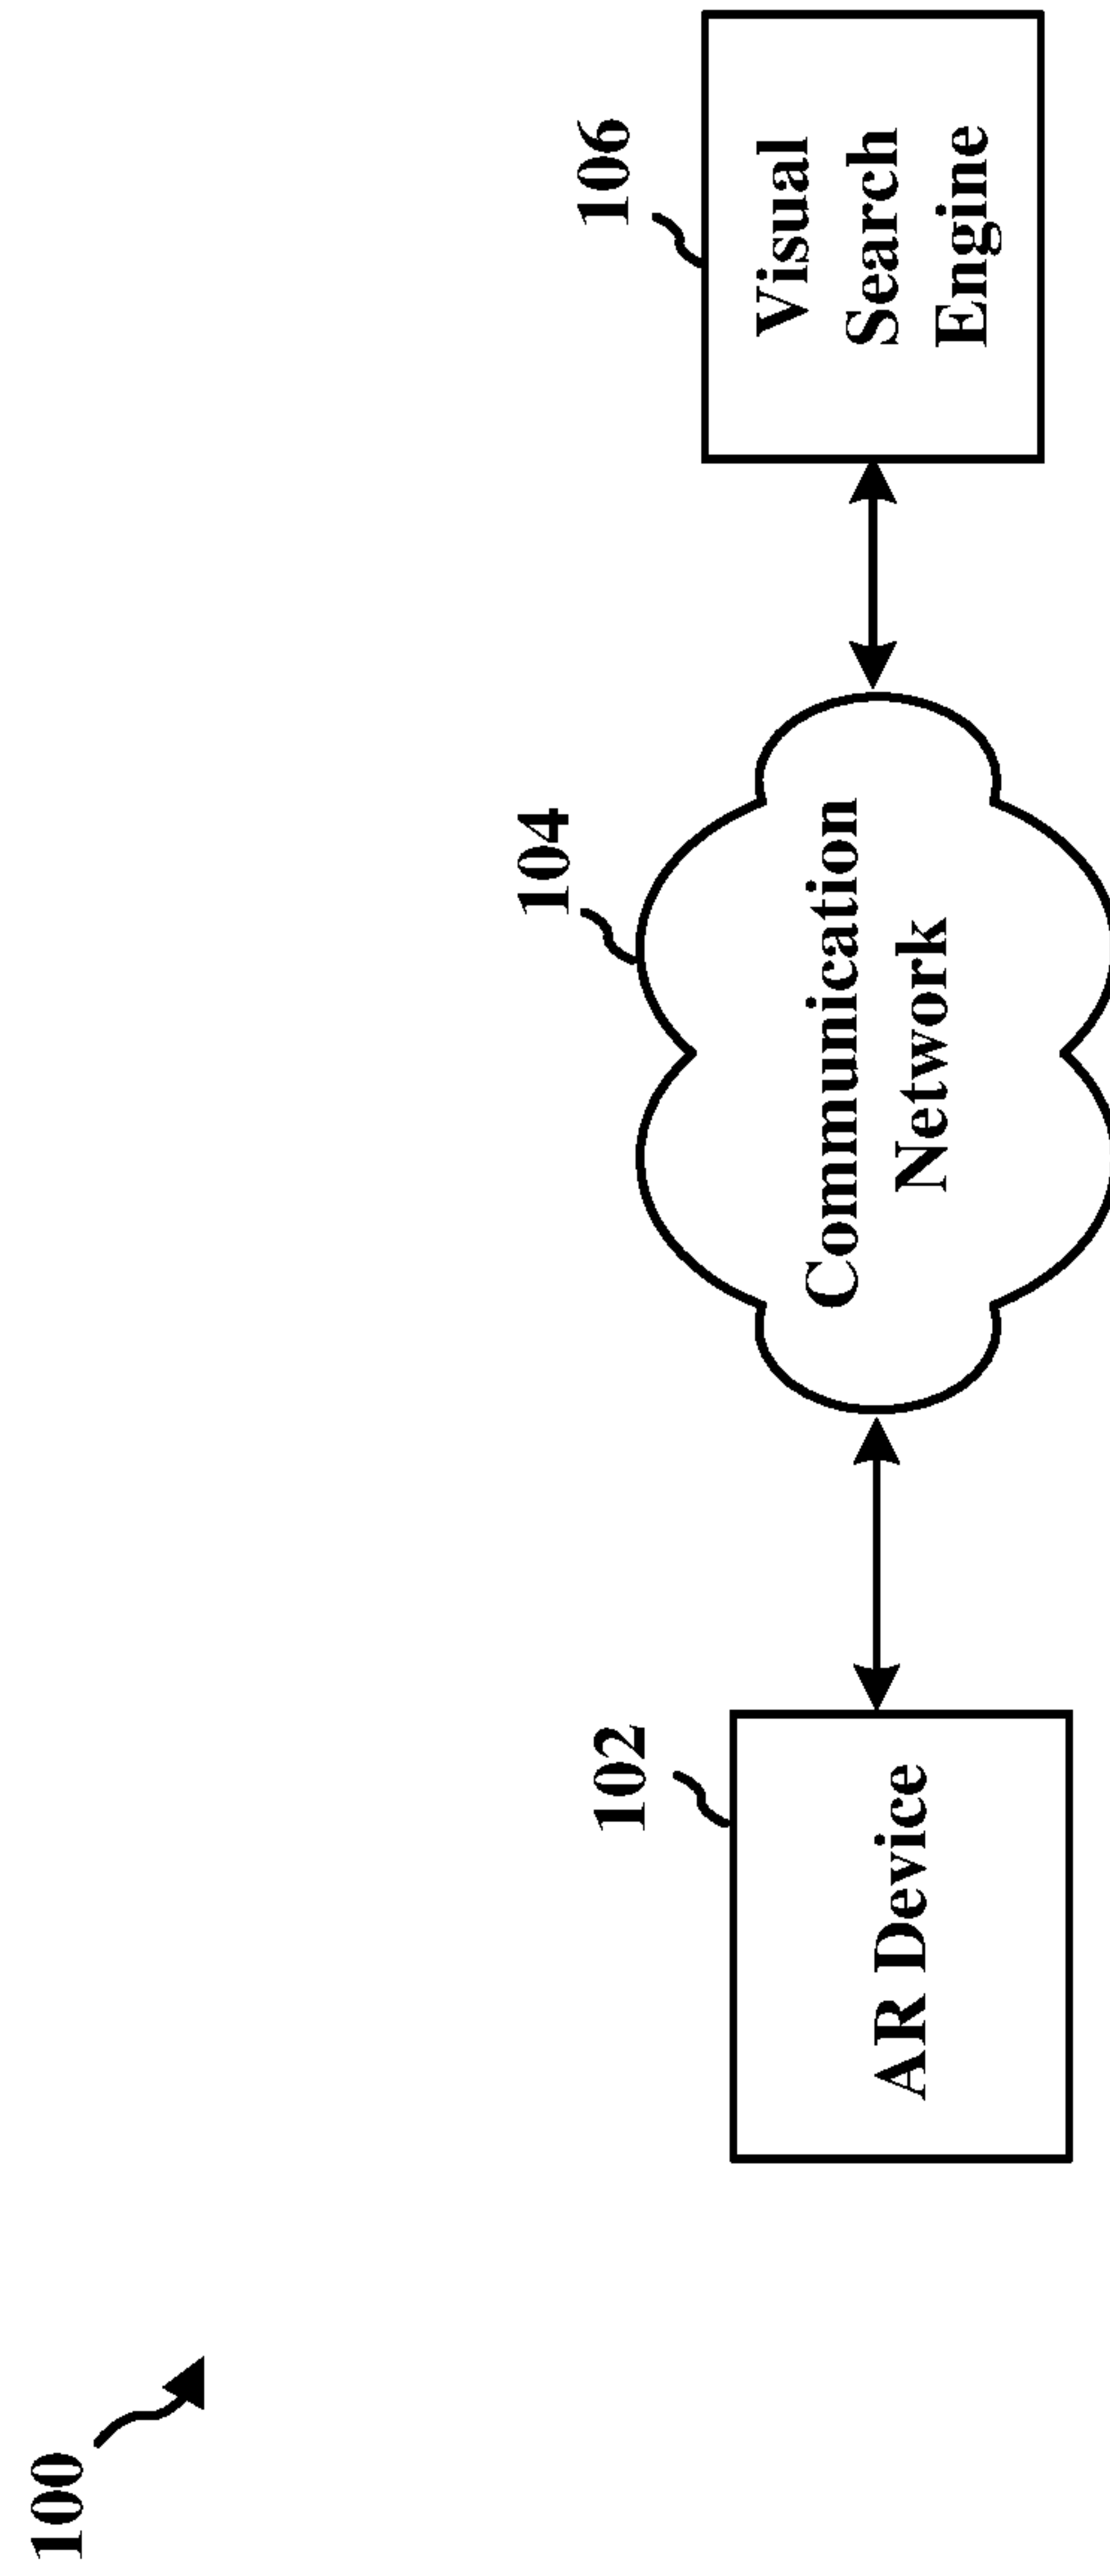 100
102
AR Device
104
Communication
Network
106
Visual
Search
Engine